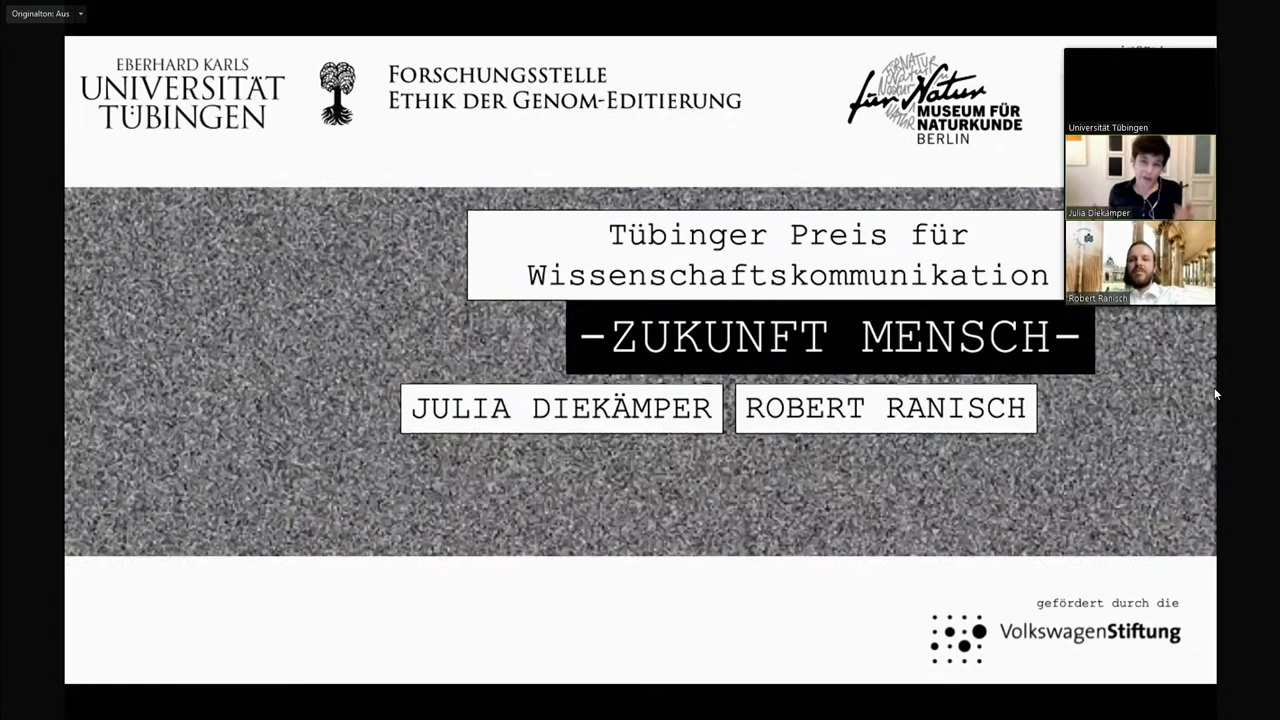 Originalton: Aus
EBERHARD KARLS
UNIVERSITÄT
TÜBINGEN
FORSCHUNGSSTELLE
ETHIK DER GENOM-EDITIERUNG
für Natur
MUSEUM FÜR
NATURKUNDE
BERLIN
Universität Tübingen
Julia Diekämper
Robert Ranisch
Tübinger Preis für
Wissenschaftskommunikation
-ZUKUNFT MENSCH-
JULIA DIEKÄMPER
ROBERT RANISCH
gefördert durch die
VolkswagenStiftung